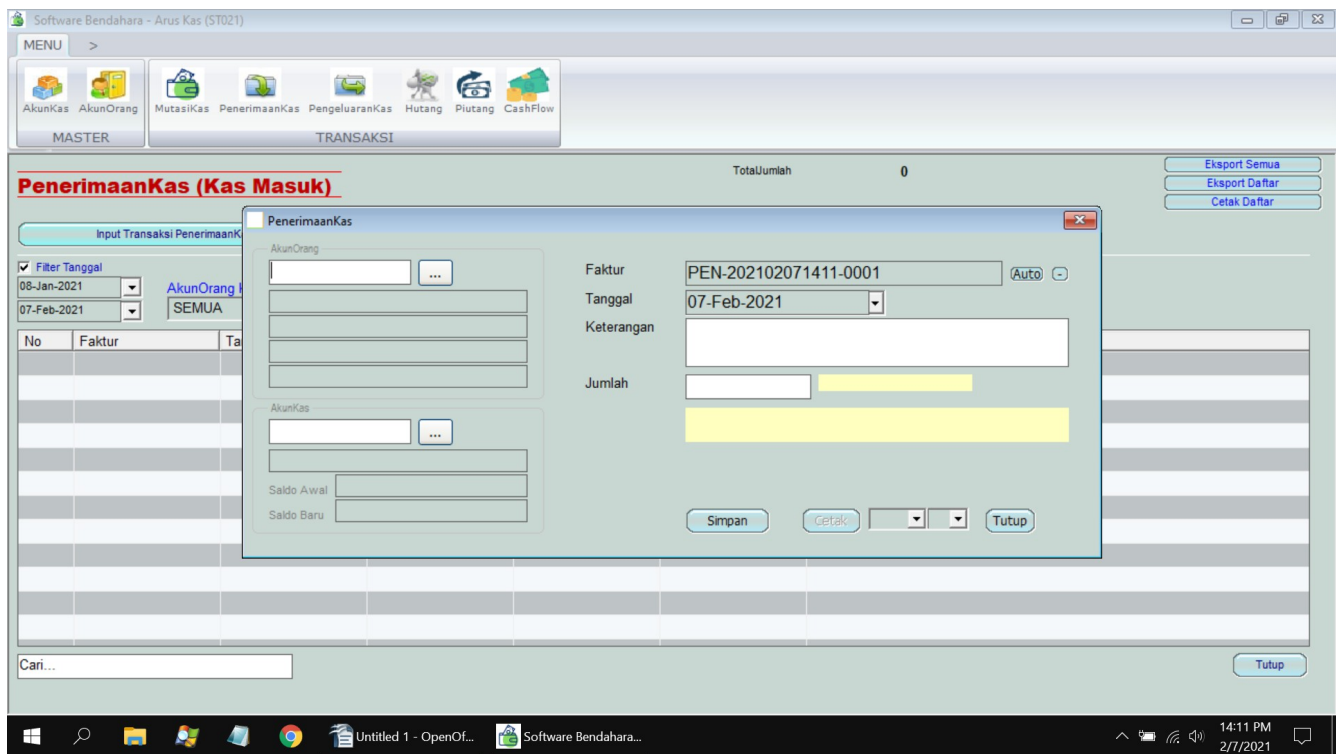 Software Bendahara - Arus Kas (ST021)
MENU >
AkunKas AkunOrang MutasiKas PenerimaanKas PengeluaranKas Hutang Piutang CashFlow
MASTER TRANSAKSI
TotalJumlah 0
Eksport Semua
Eksport Daftar
Cetak Daftar
PenerimaanKas (Kas Masuk)
Input Transaksi PenerimaanK
Filter Tanggal
08-Jan-2021
07-Feb-2021
AkunOrang
SEMUA
No Faktur Ta
PenerimaanKas
AkunOrang
...
AkunKas
...
Saldo Awal
Saldo Baru
Faktur PEN-202102071411-0001 Auto -
Tanggal 07-Feb-2021
Keterangan
Jumlah
Simpan Cetak Tutup
Cari...
Tutup
Untitled 1 - OpenOf...
Software Bendahara...
14:11 PM
2/7/2021